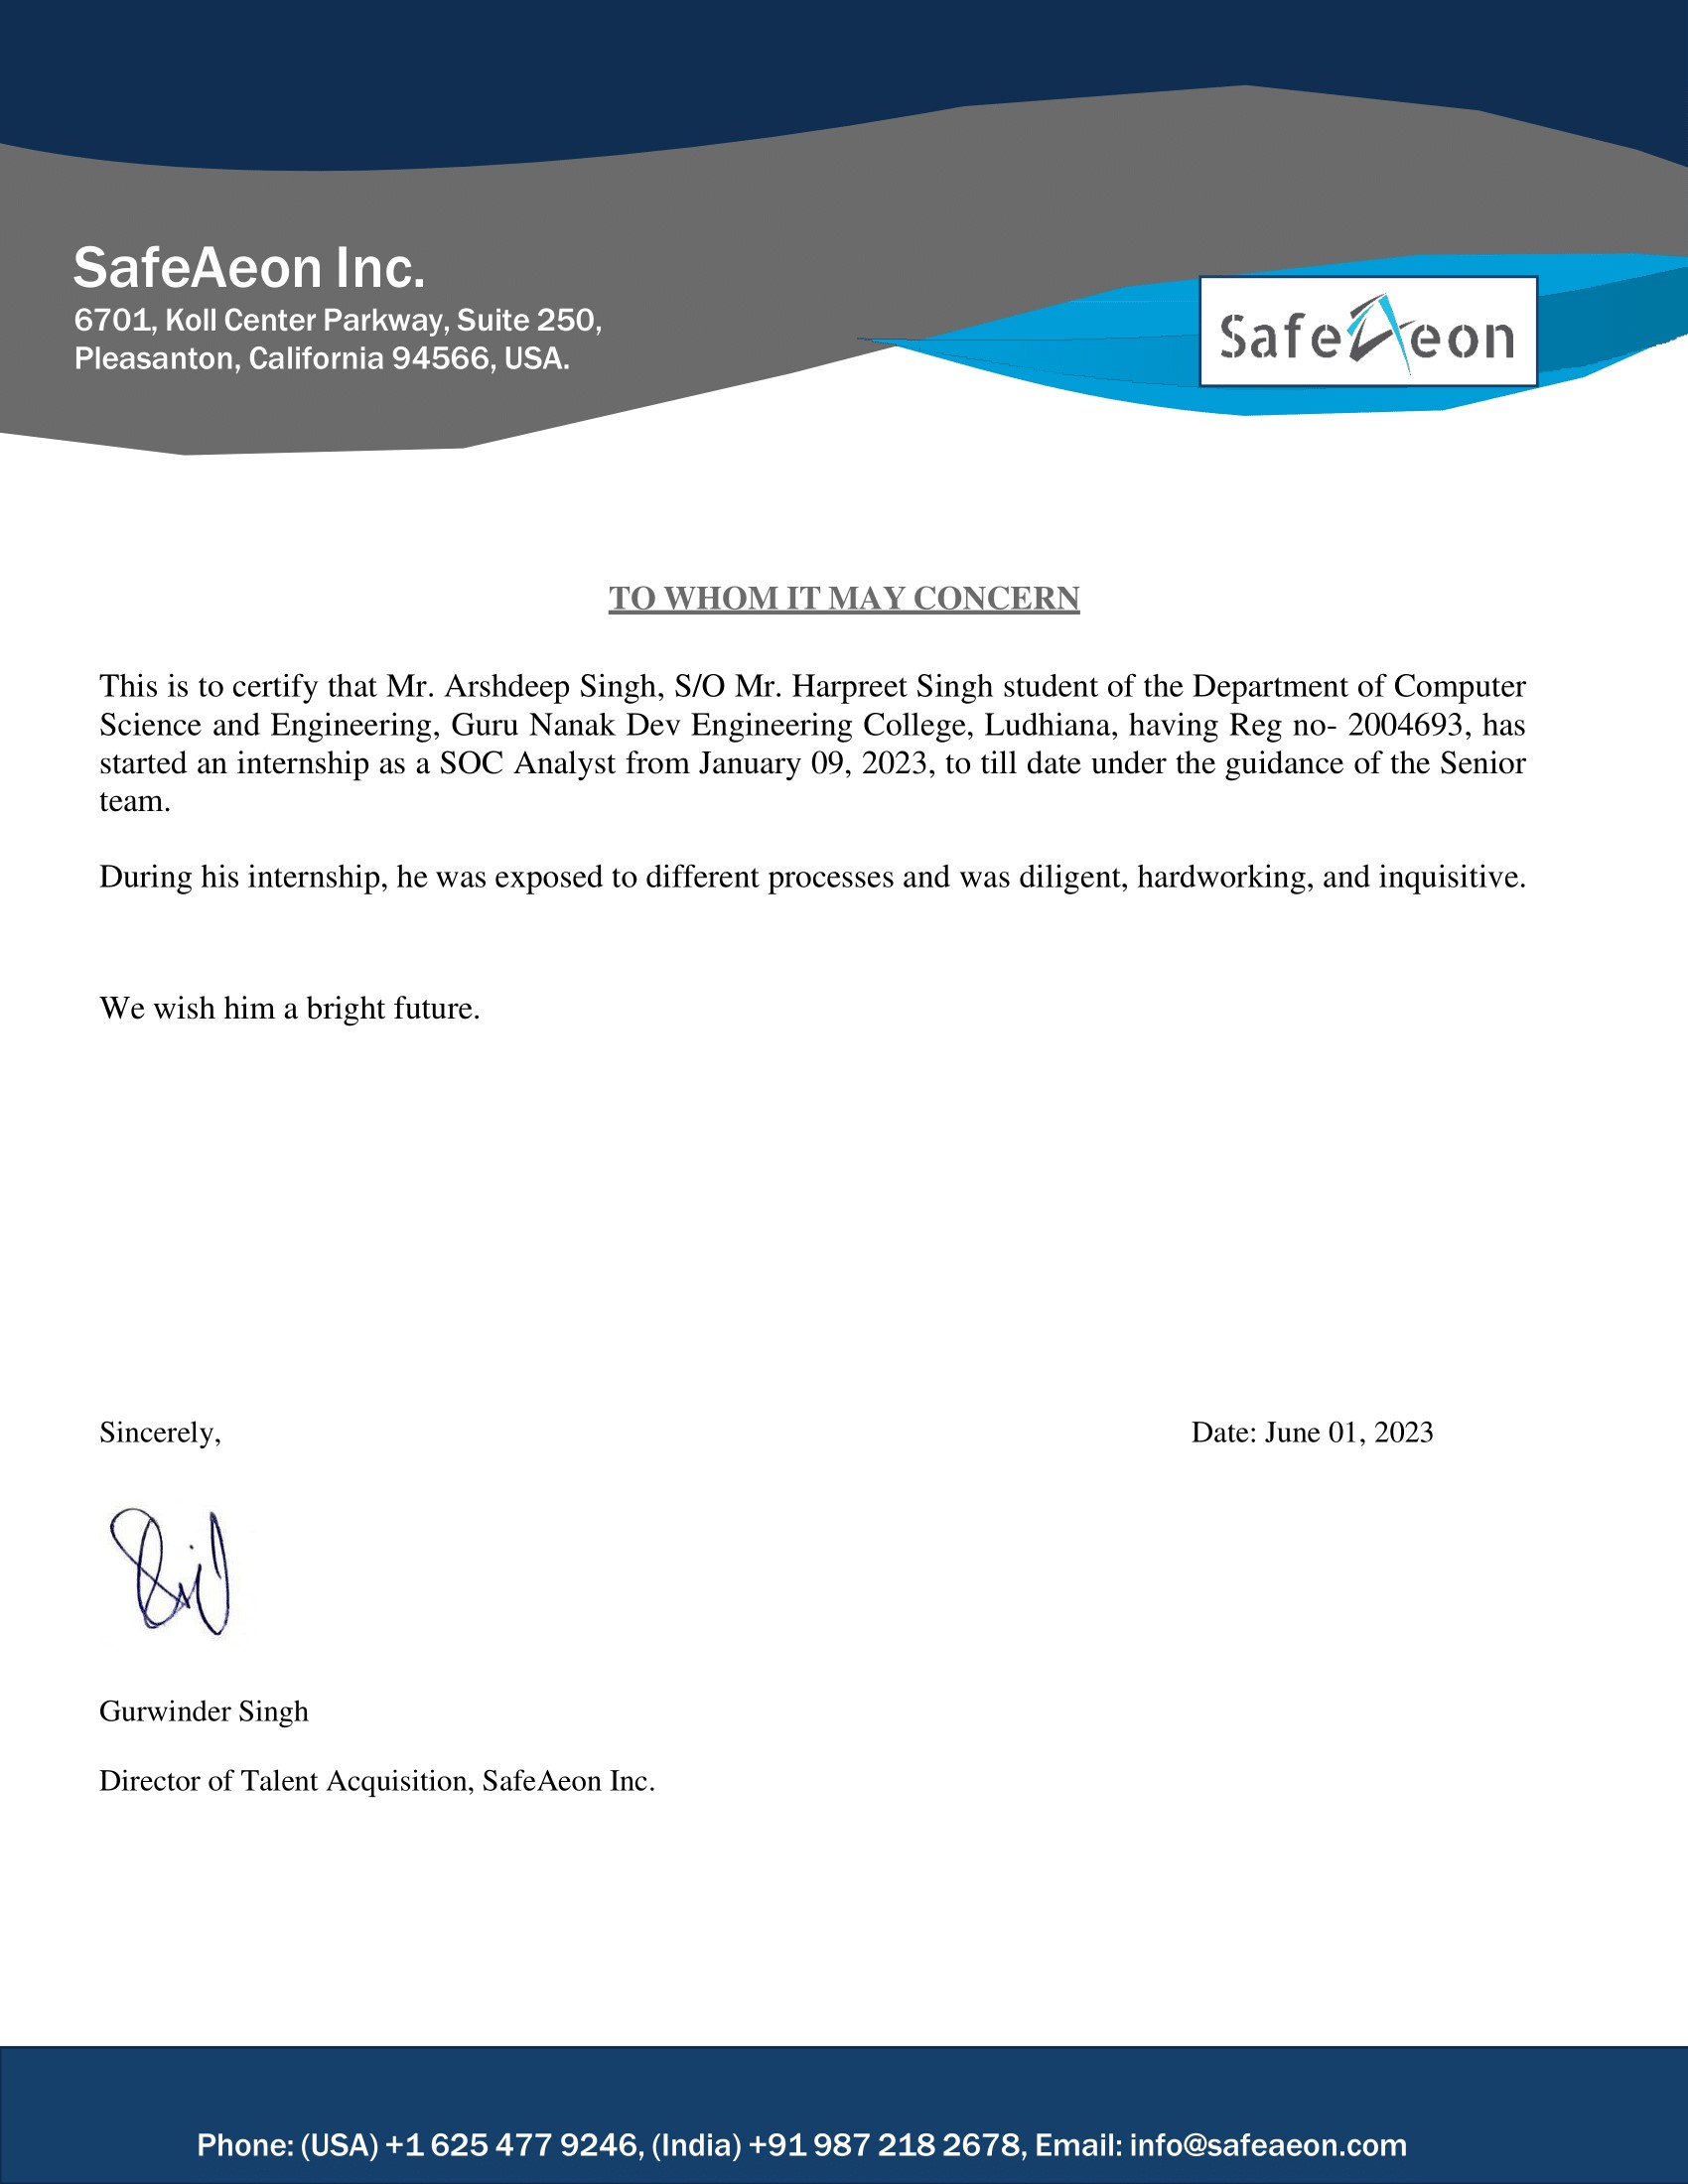 SafeAeon Inc.
6701, Koll Center Parkway, Suite 250,
Pleasanton, California 94566, USA.
SafeAeon
TO WHOM IT MAY CONCERN
This is to certify that Mr. Arshdeep Singh, S/O Mr. Harpreet Singh student of the Department of Computer
Science and Engineering, Guru Nanak Dev Engineering College, Ludhiana, having Reg no- 2004693, has
started an internship as a SOC Analyst from January 09, 2023, to till date under the guidance of the Senior
team.
During his internship, he was exposed to different processes and was diligent, hardworking, and inquisitive.
We wish him a bright future.
Sincerely,
Date: June 01, 2023
Gurwinder Singh
Director of Talent Acquisition, SafeAeon Inc.
Phone: (USA) +1 625 477 9246, (India) +91 987 218 2678, Email: info@safeaeon.com